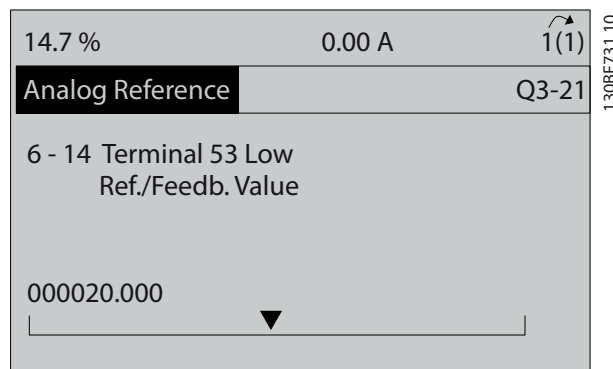 14.7 % 0.00 A 1(1)
Analog Reference Q3-21
6 - 14 Terminal 53 Low
Ref./Feedb. Value
000020.000
130BF731.10